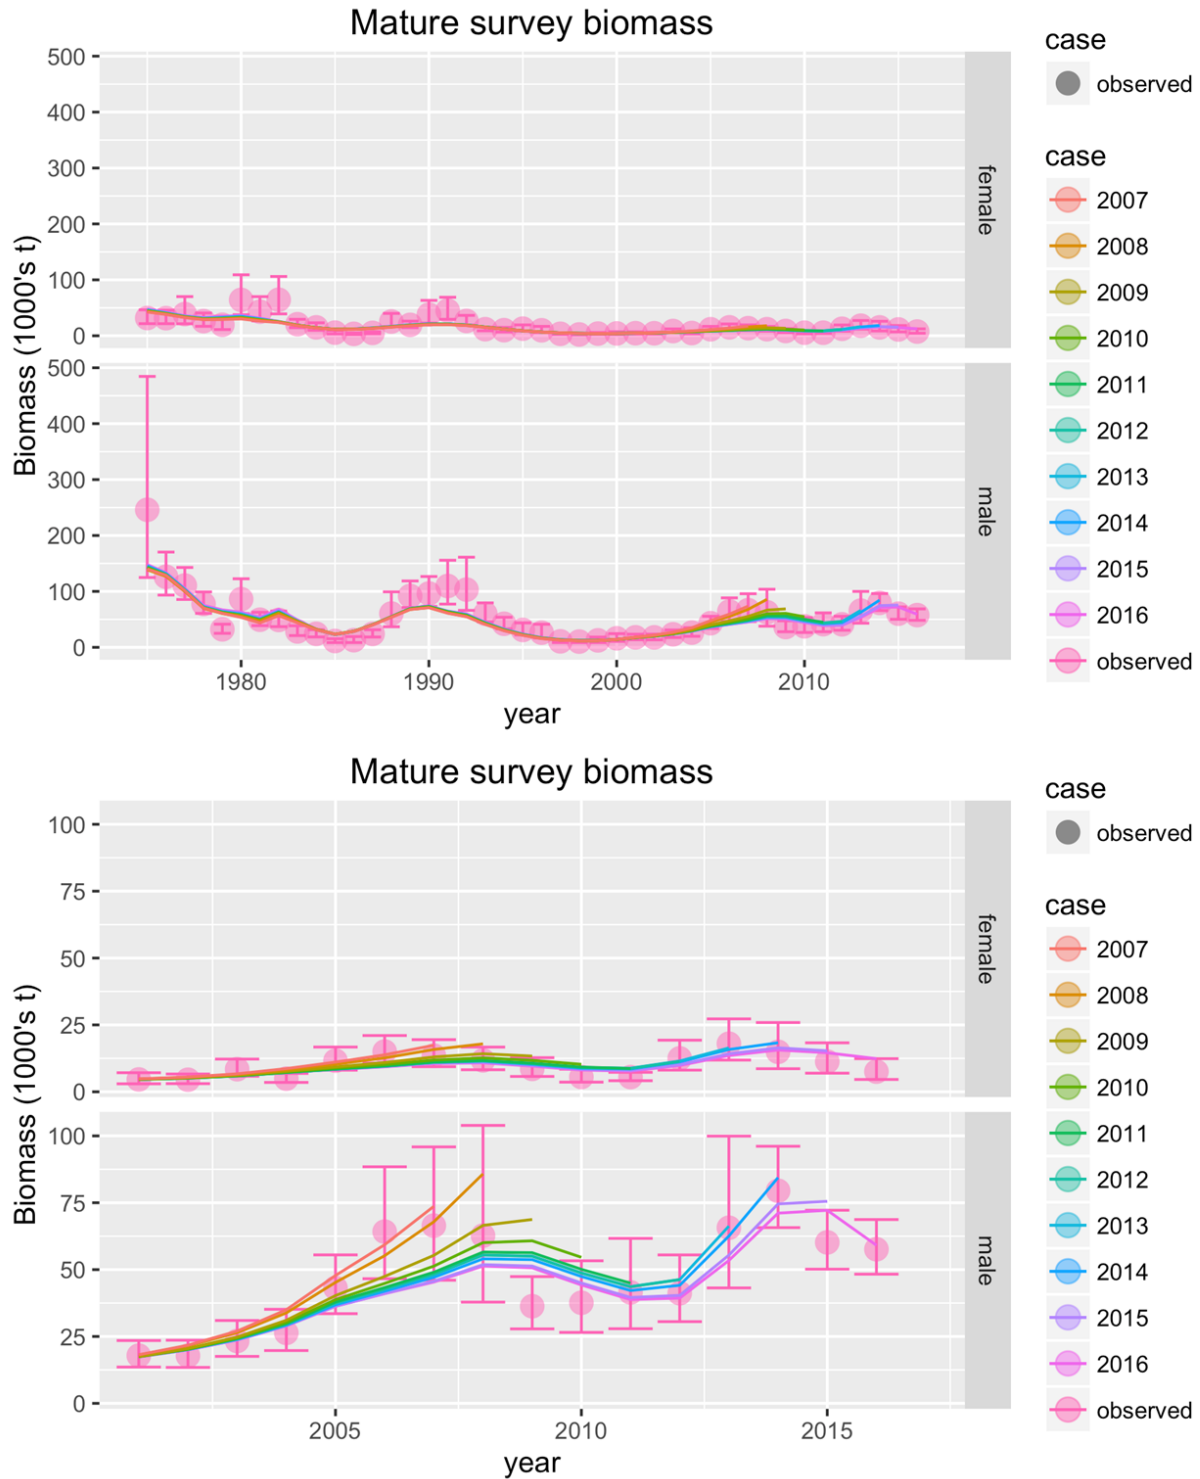 Mature survey biomass
Biomass (1000's t)
500
400
300
200
100
0
female
500
400
300
200
100
0
male
1980 1990 2000 2010
year
case
observed
case
2007
2008
2009
2010
2011
2012
2013
2014
2015
2016
observed
Mature survey biomass
Biomass (1000's t)
100
75
50
25
0
female
100
75
50
25
0
male
2005 2010 2015
year
case
observed
case
2007
2008
2009
2010
2011
2012
2013
2014
2015
2016
observed